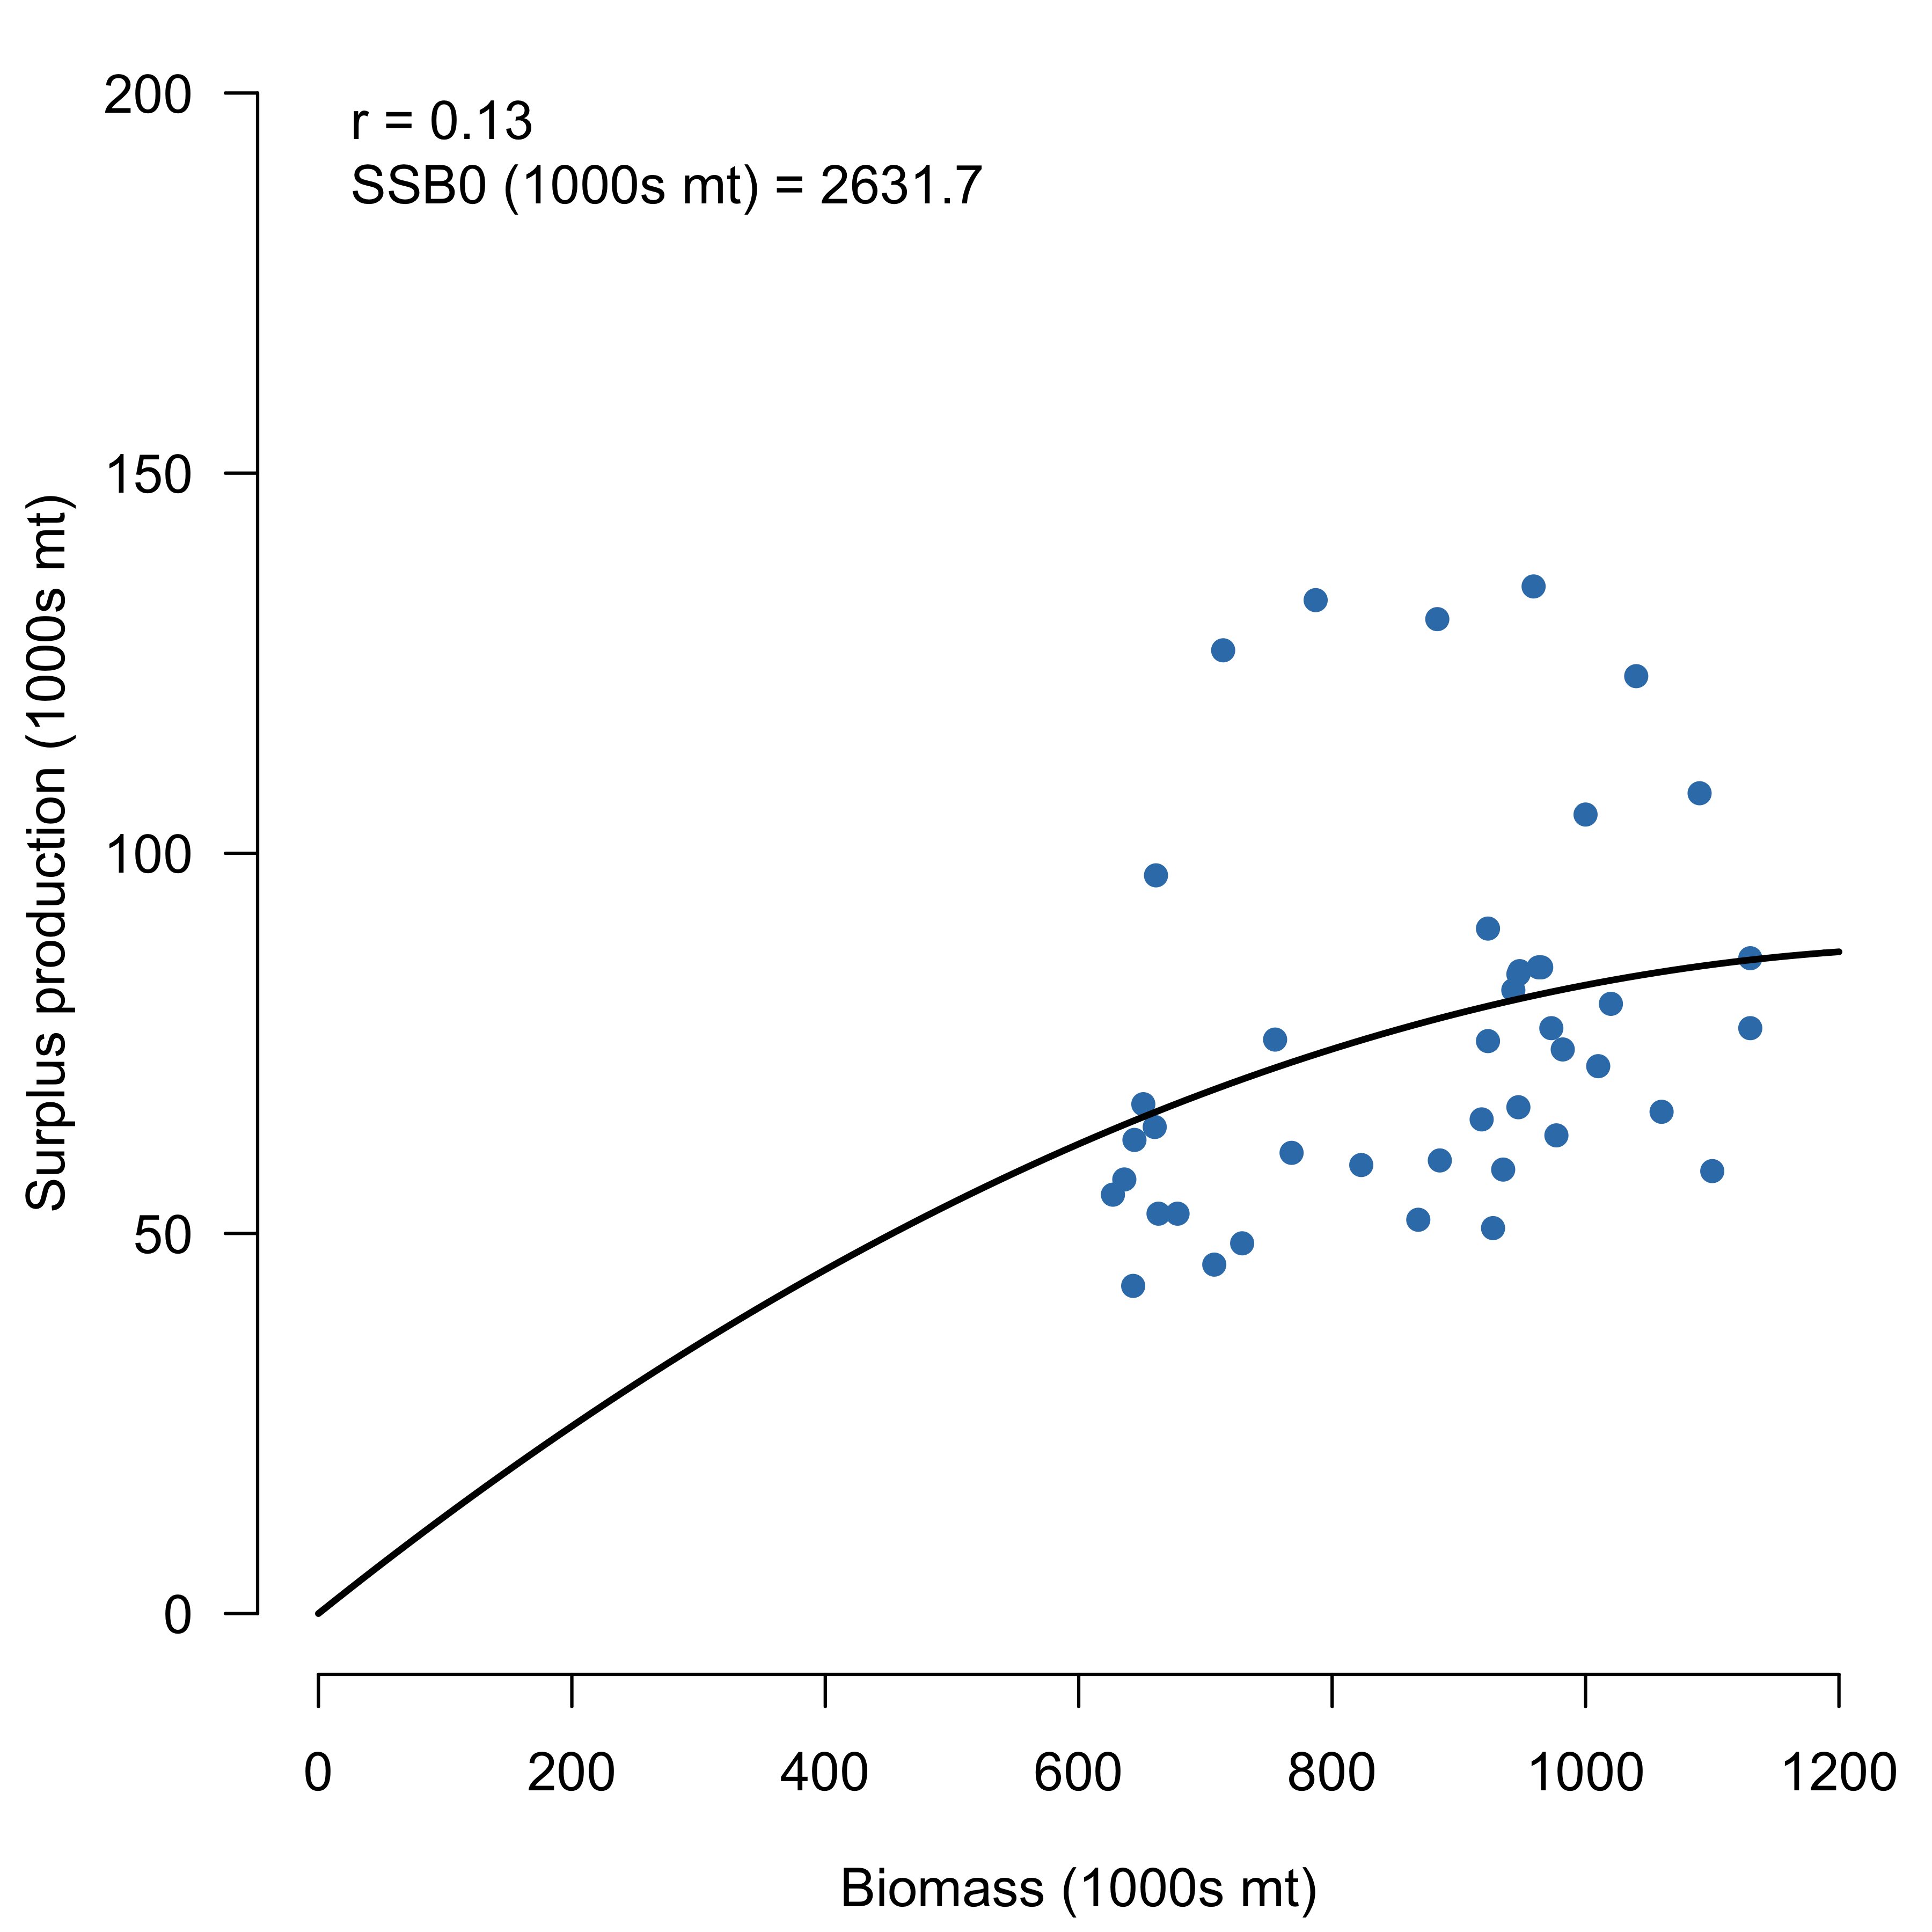 r = 0.13
SSB0 (1000s mt) = 2631.7
Surplus production (1000s mt)
200
150
100
50
0
0 200 400 600 800 1000 1200
Biomass (1000s mt)